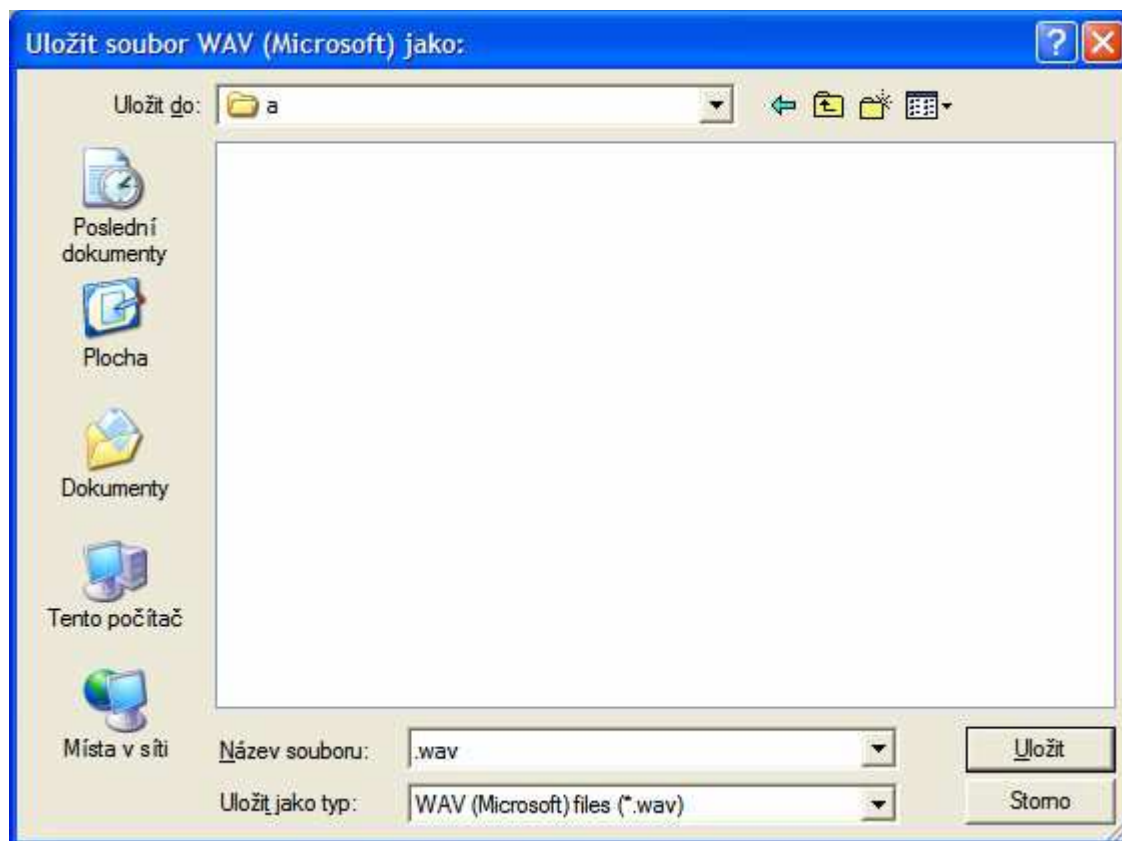 Uložit soubor WAV (Microsoft) jako:
Uložit do:
a
Poslední
dokumenty
Plocha
Dokumenty
Tento počítač
Místa v síti
Název souboru:
.wav
Uložit
Uložit jako typ:
WAV (Microsoft) files (*.wav)
Storno